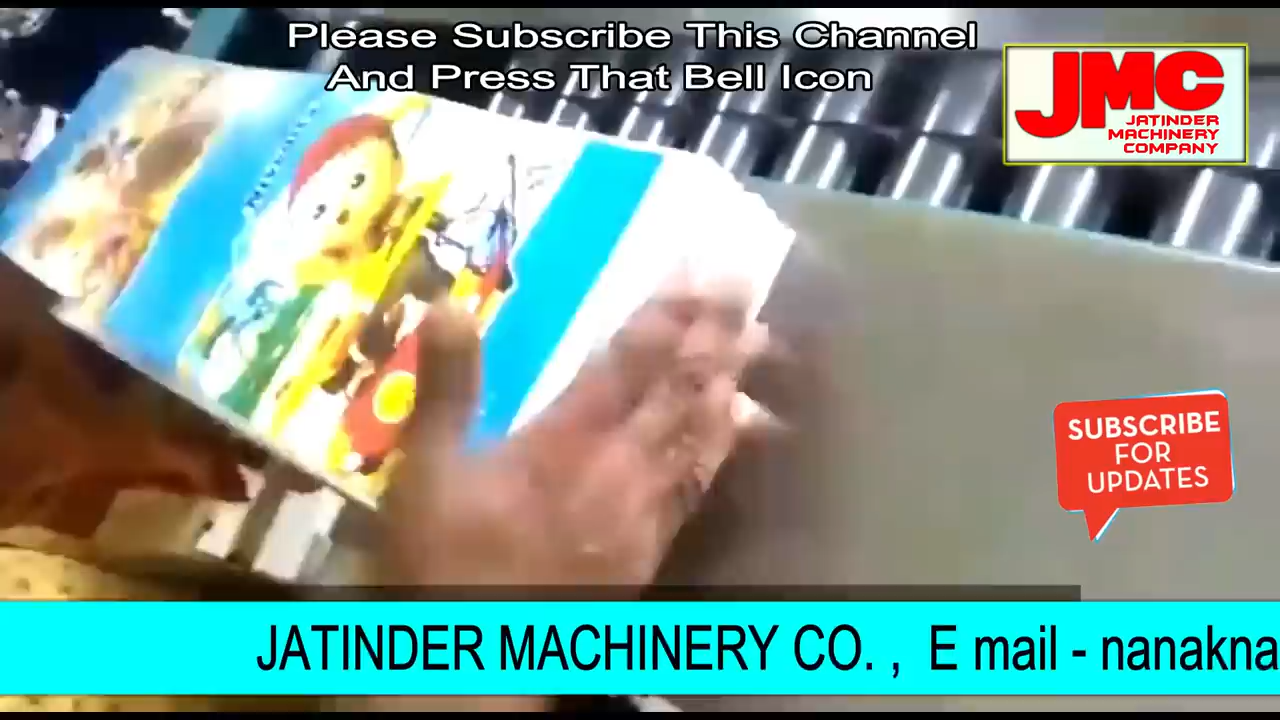 Please Subscribe This Channel
And Press That Bell Icon
JMC
JATINDER
MACHINERY
COMPANY
SUBSCRIBE
FOR
UPDATES
JATINDER MACHINERY CO. , E mail - nanakna